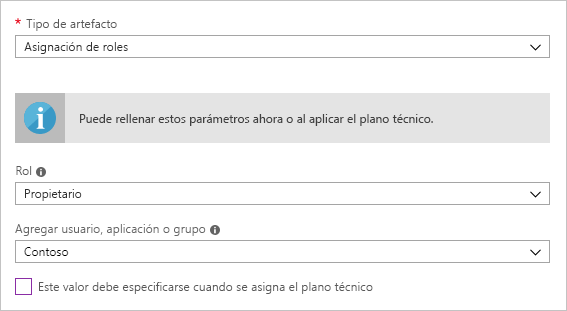 * Tipo de artefacto
Asignación de roles
Puede rellenar estos parámetros ahora o al aplicar el plano técnico.
Rol
Propietario
Agregar usuario, aplicación o grupo
Contoso
Este valor debe especificarse cuando se asigna el plano técnico